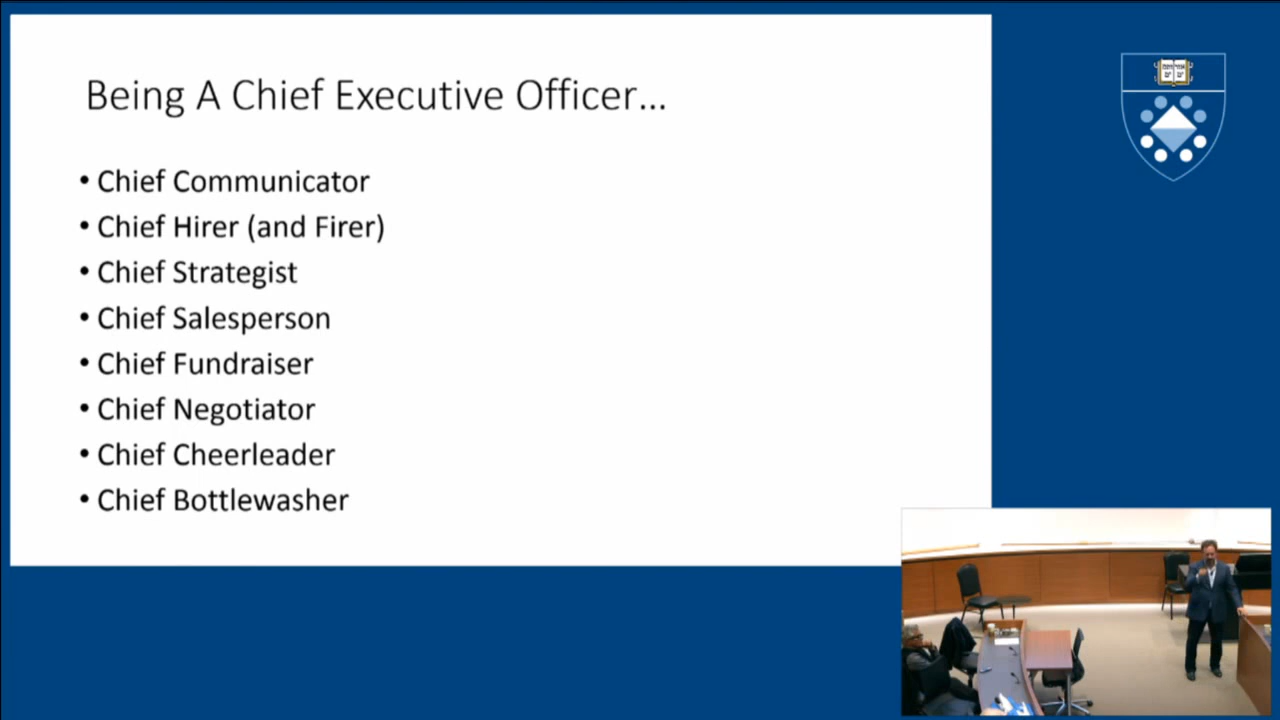 Being A Chief Executive Officer...
• Chief Communicator
• Chief Hirer (and Firer)
• Chief Strategist
• Chief Salesperson
• Chief Fundraiser
• Chief Negotiator
• Chief Cheerleader
• Chief Bottlewasher